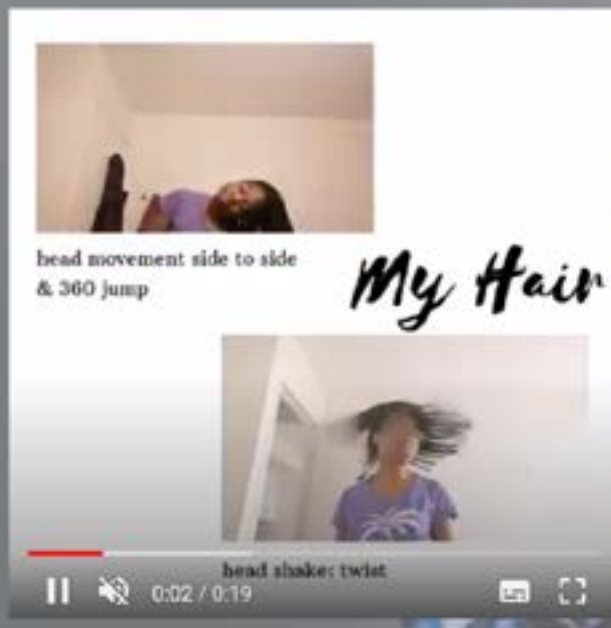 head movement side to side
& 360 jump
My Hair
head shake: twist
0:02 / 0:19